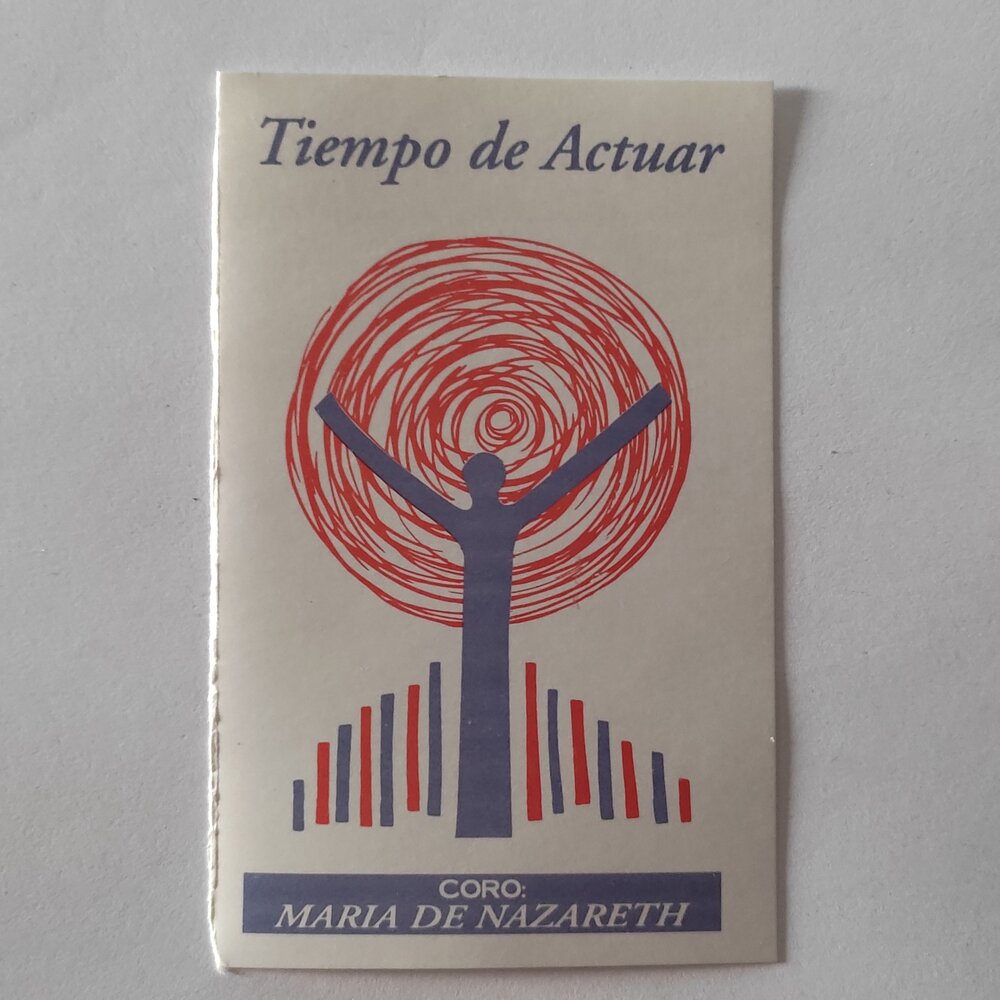 Tiempo de Actuar
CORO:
MARIA DE NAZARETH